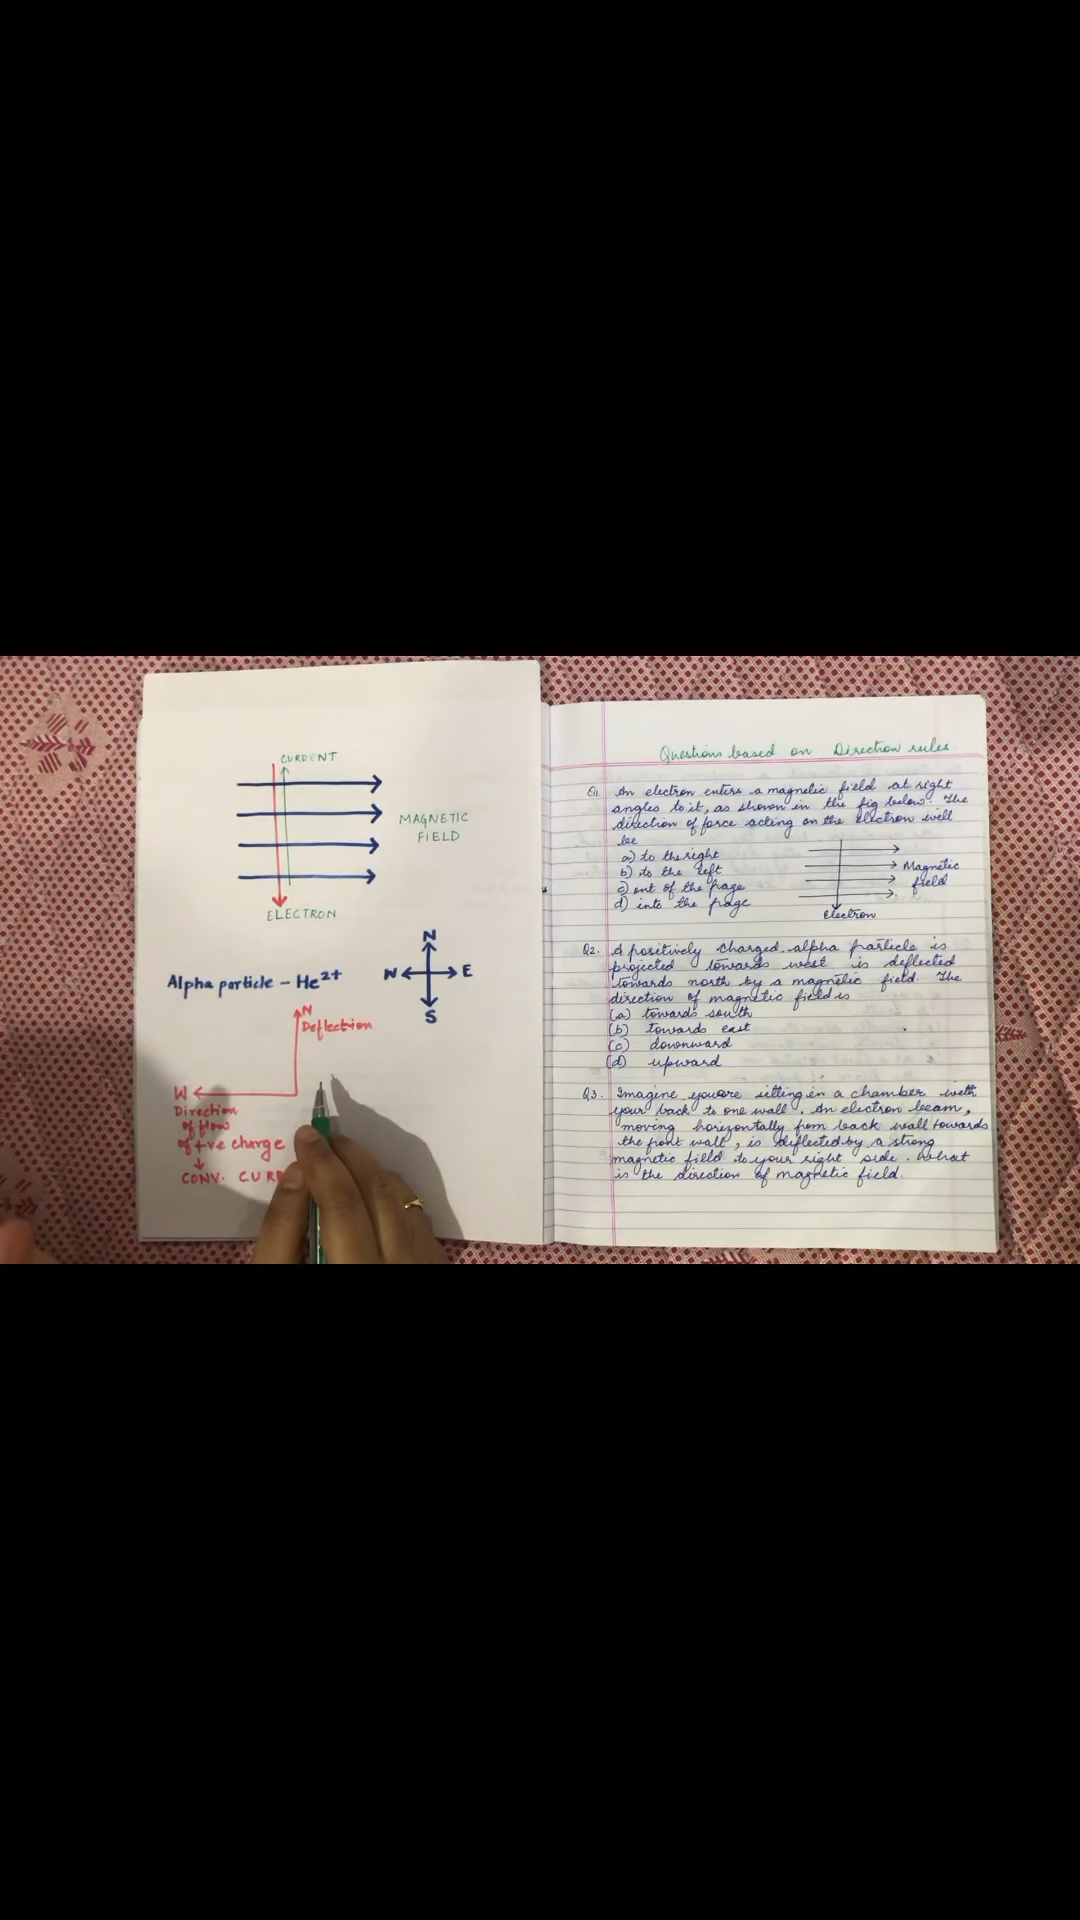 CURRENT
MAGNETIC
FIELD
ELECTRON
Alpha particle - He2+
N
W E
S
N
Deflection
W
Direction
of flow
of +ve charge
CONV. CUR
Questions based on Direction rules.
Q1. An electron enters a magnetic field at right
angles to it, as shown in the fig below. The
direction of force acting on the electron will
be
a) to the right
b) to the left
c) out of the page
d) into the page
Magnetic
field
Electron
Q2. A positively charged alpha particle is
projected towards west is deflected
towards north by a magnetic field. The
direction of magnetic field is
(a) towards south
(b) towards east
(c) downward
(d) upward
Q3. Imagine you are sitting in a chamber with
your back to one wall. An electron beam,
moving horizontally from back wall towards
the front wall, is deflected by a strong
magnetic field to your right side. What
is the direction of magnetic field.